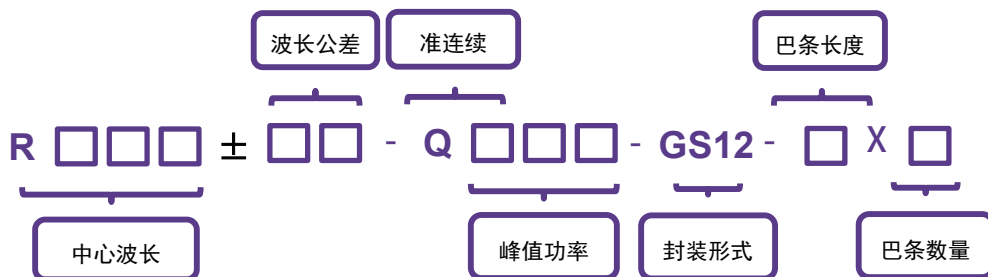 波长公差 准连续 巴条长度
R □□□ ± □□ - Q □□□ - GS12 - □ X □
中心波长 峰值功率 封装形式 巴条数量